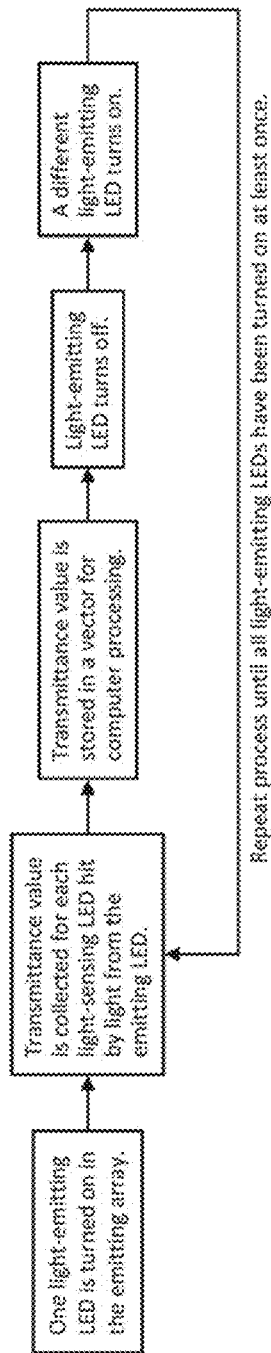 One light-emitting
LED is turned on in
the emitting array.
Transmittance value
is collected for each
light-sensing LED hit
by light from the
emitting LED.
Transmittance value is
stored in a vector for
computer processing.
Light-emitting
LED turns off.
A different
light-emitting
LED turns on.
Repeat process until all light-emitting LEDs have been turned on at least once.